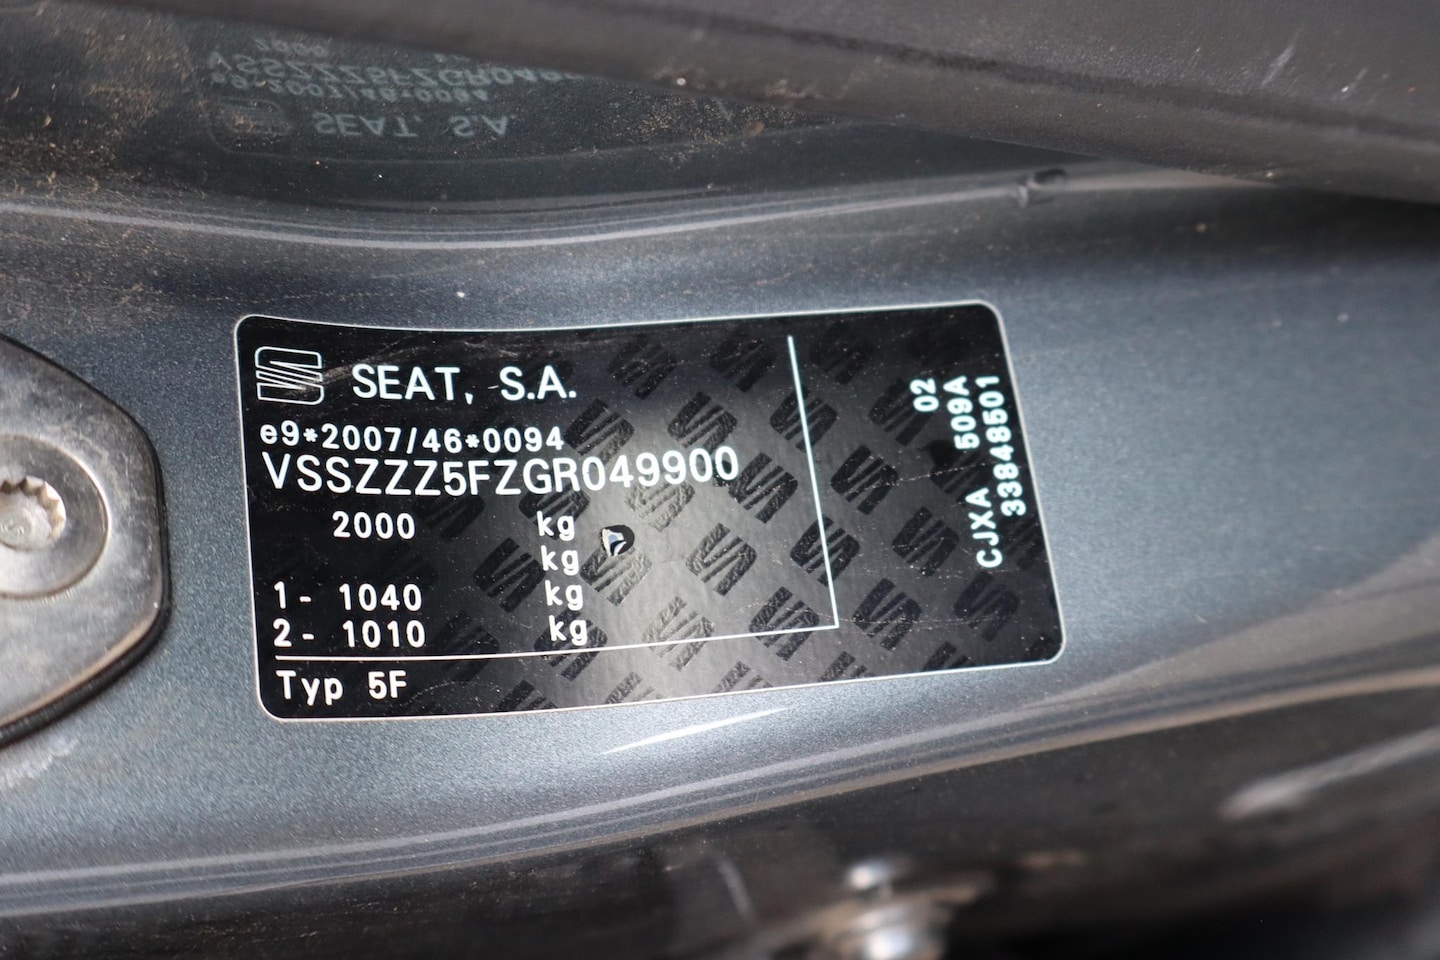 SEAT, S.A.
e9*2007/46*0094
VSSZZZ5FZGR049900
2000 kg
kg
1- 1040 kg
2- 1010 kg
Typ 5F
02
CJXA 509A
33848501